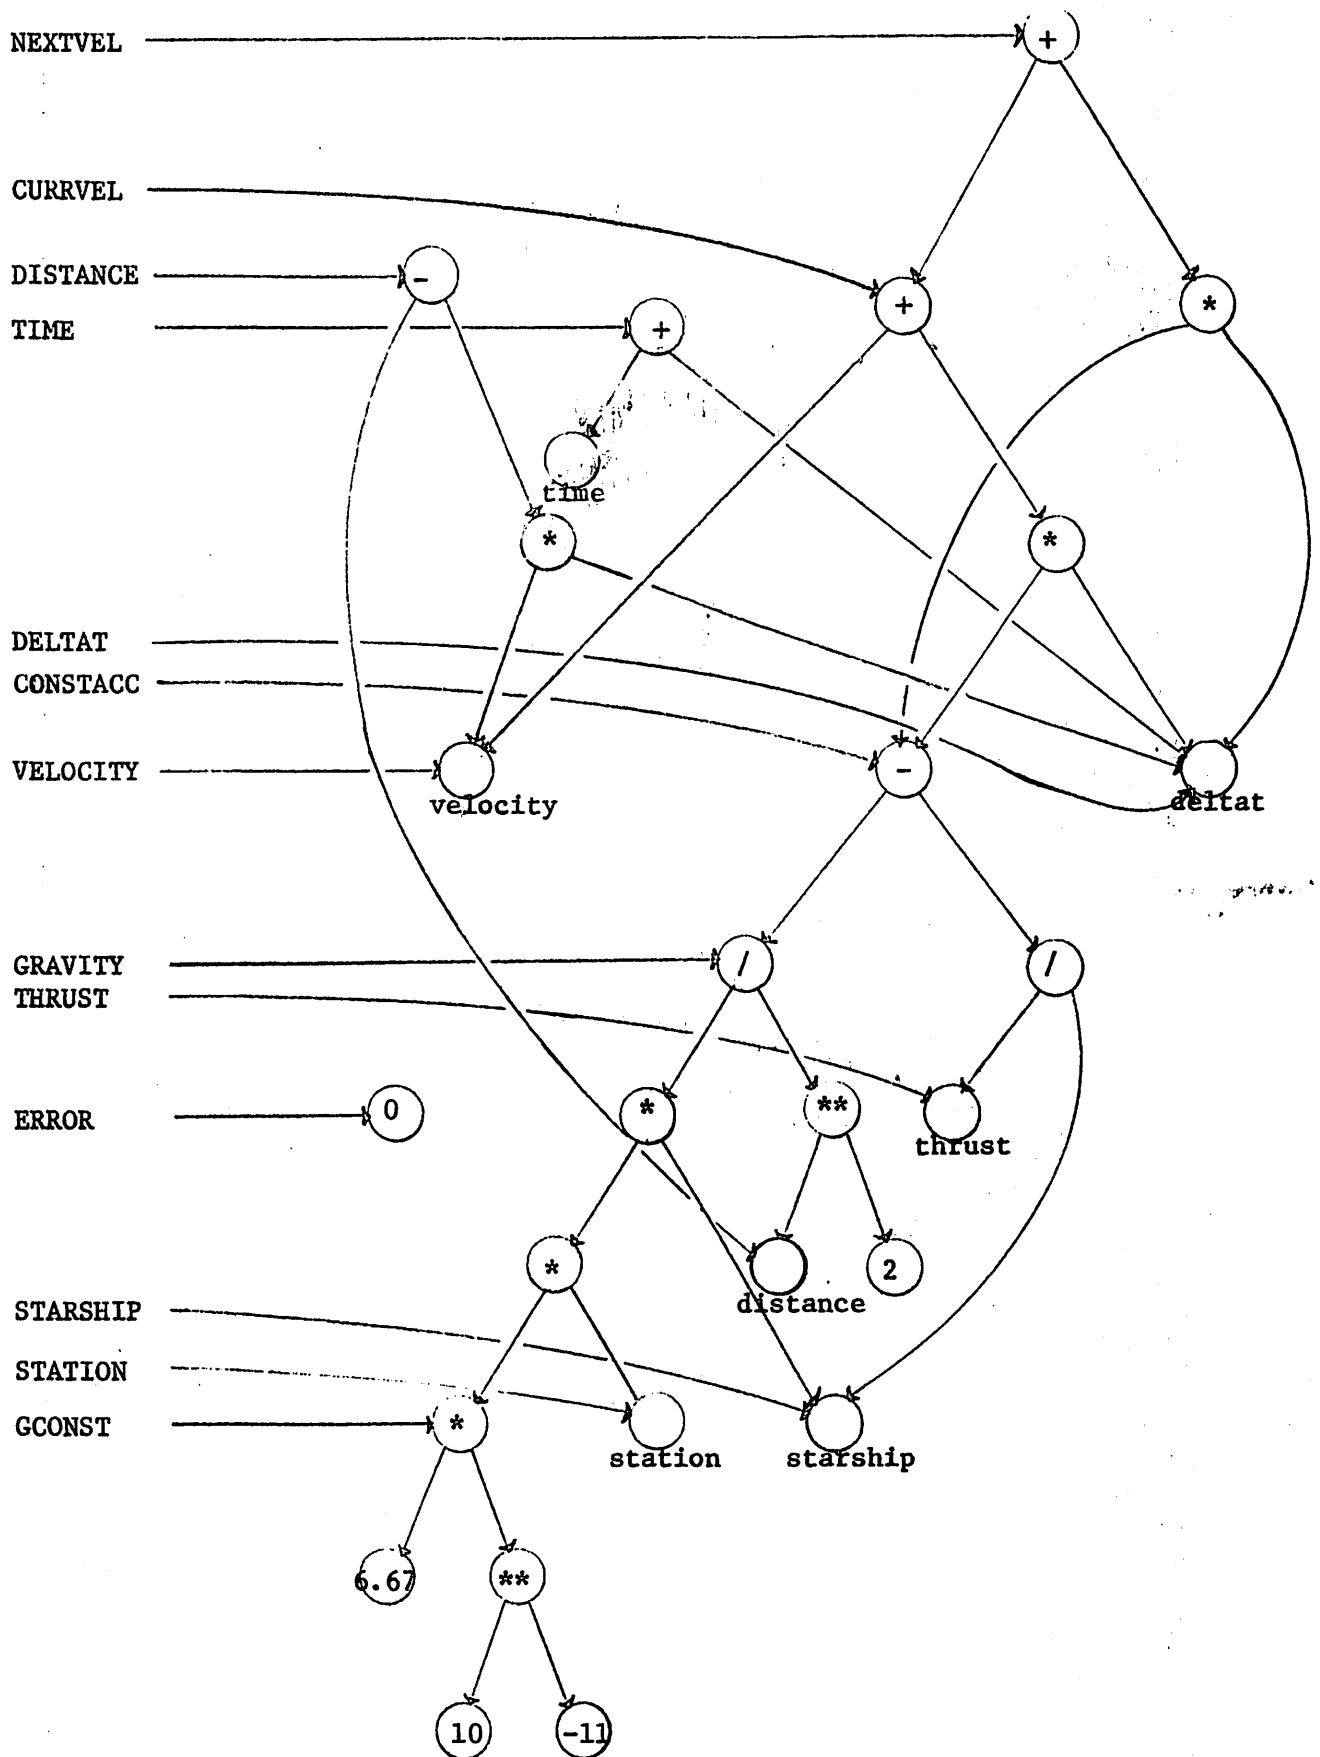 NEXTVEL
+
CURRVEL
DISTANCE
-
+
*
TIME
+
time
*
*
DELTAT
CONSTACC
VELOCITY
-
velocity
deltat
GRAVITY
/
/
THRUST
ERROR
0
*
**
thrust
*
2
distance
STARSHIP
STATION
GCONST
*
station
starship
6.67
**
10
-11